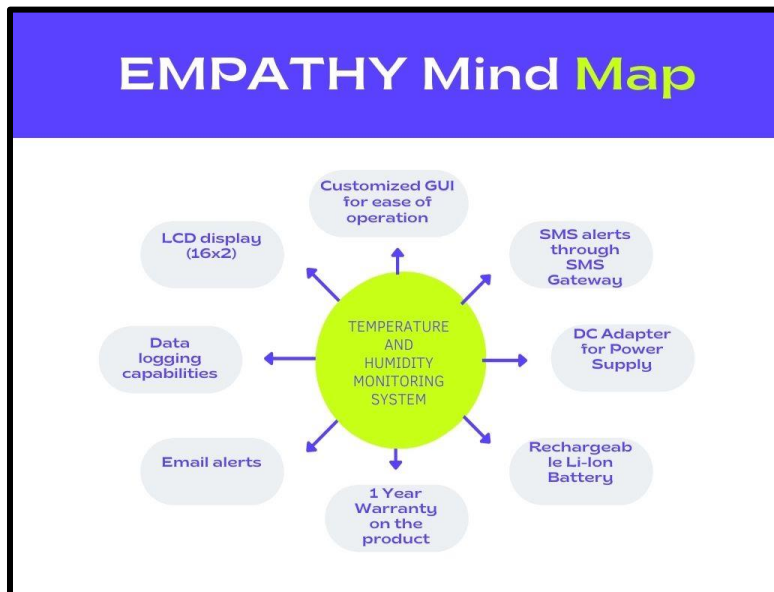 EMPATHY Mind Map
Customized GUI
for ease of
operation
LCD display
(16x2)
SMS alerts
through
SMS
Gateway
TEMPERATURE
AND
HUMIDITY
MONITORING
SYSTEM
Data
logging
capabilities
DC Adapter
for Power
Supply
Email alerts
Rechargeab
le Li-Ion
Battery
1 Year
Warranty
on the
product